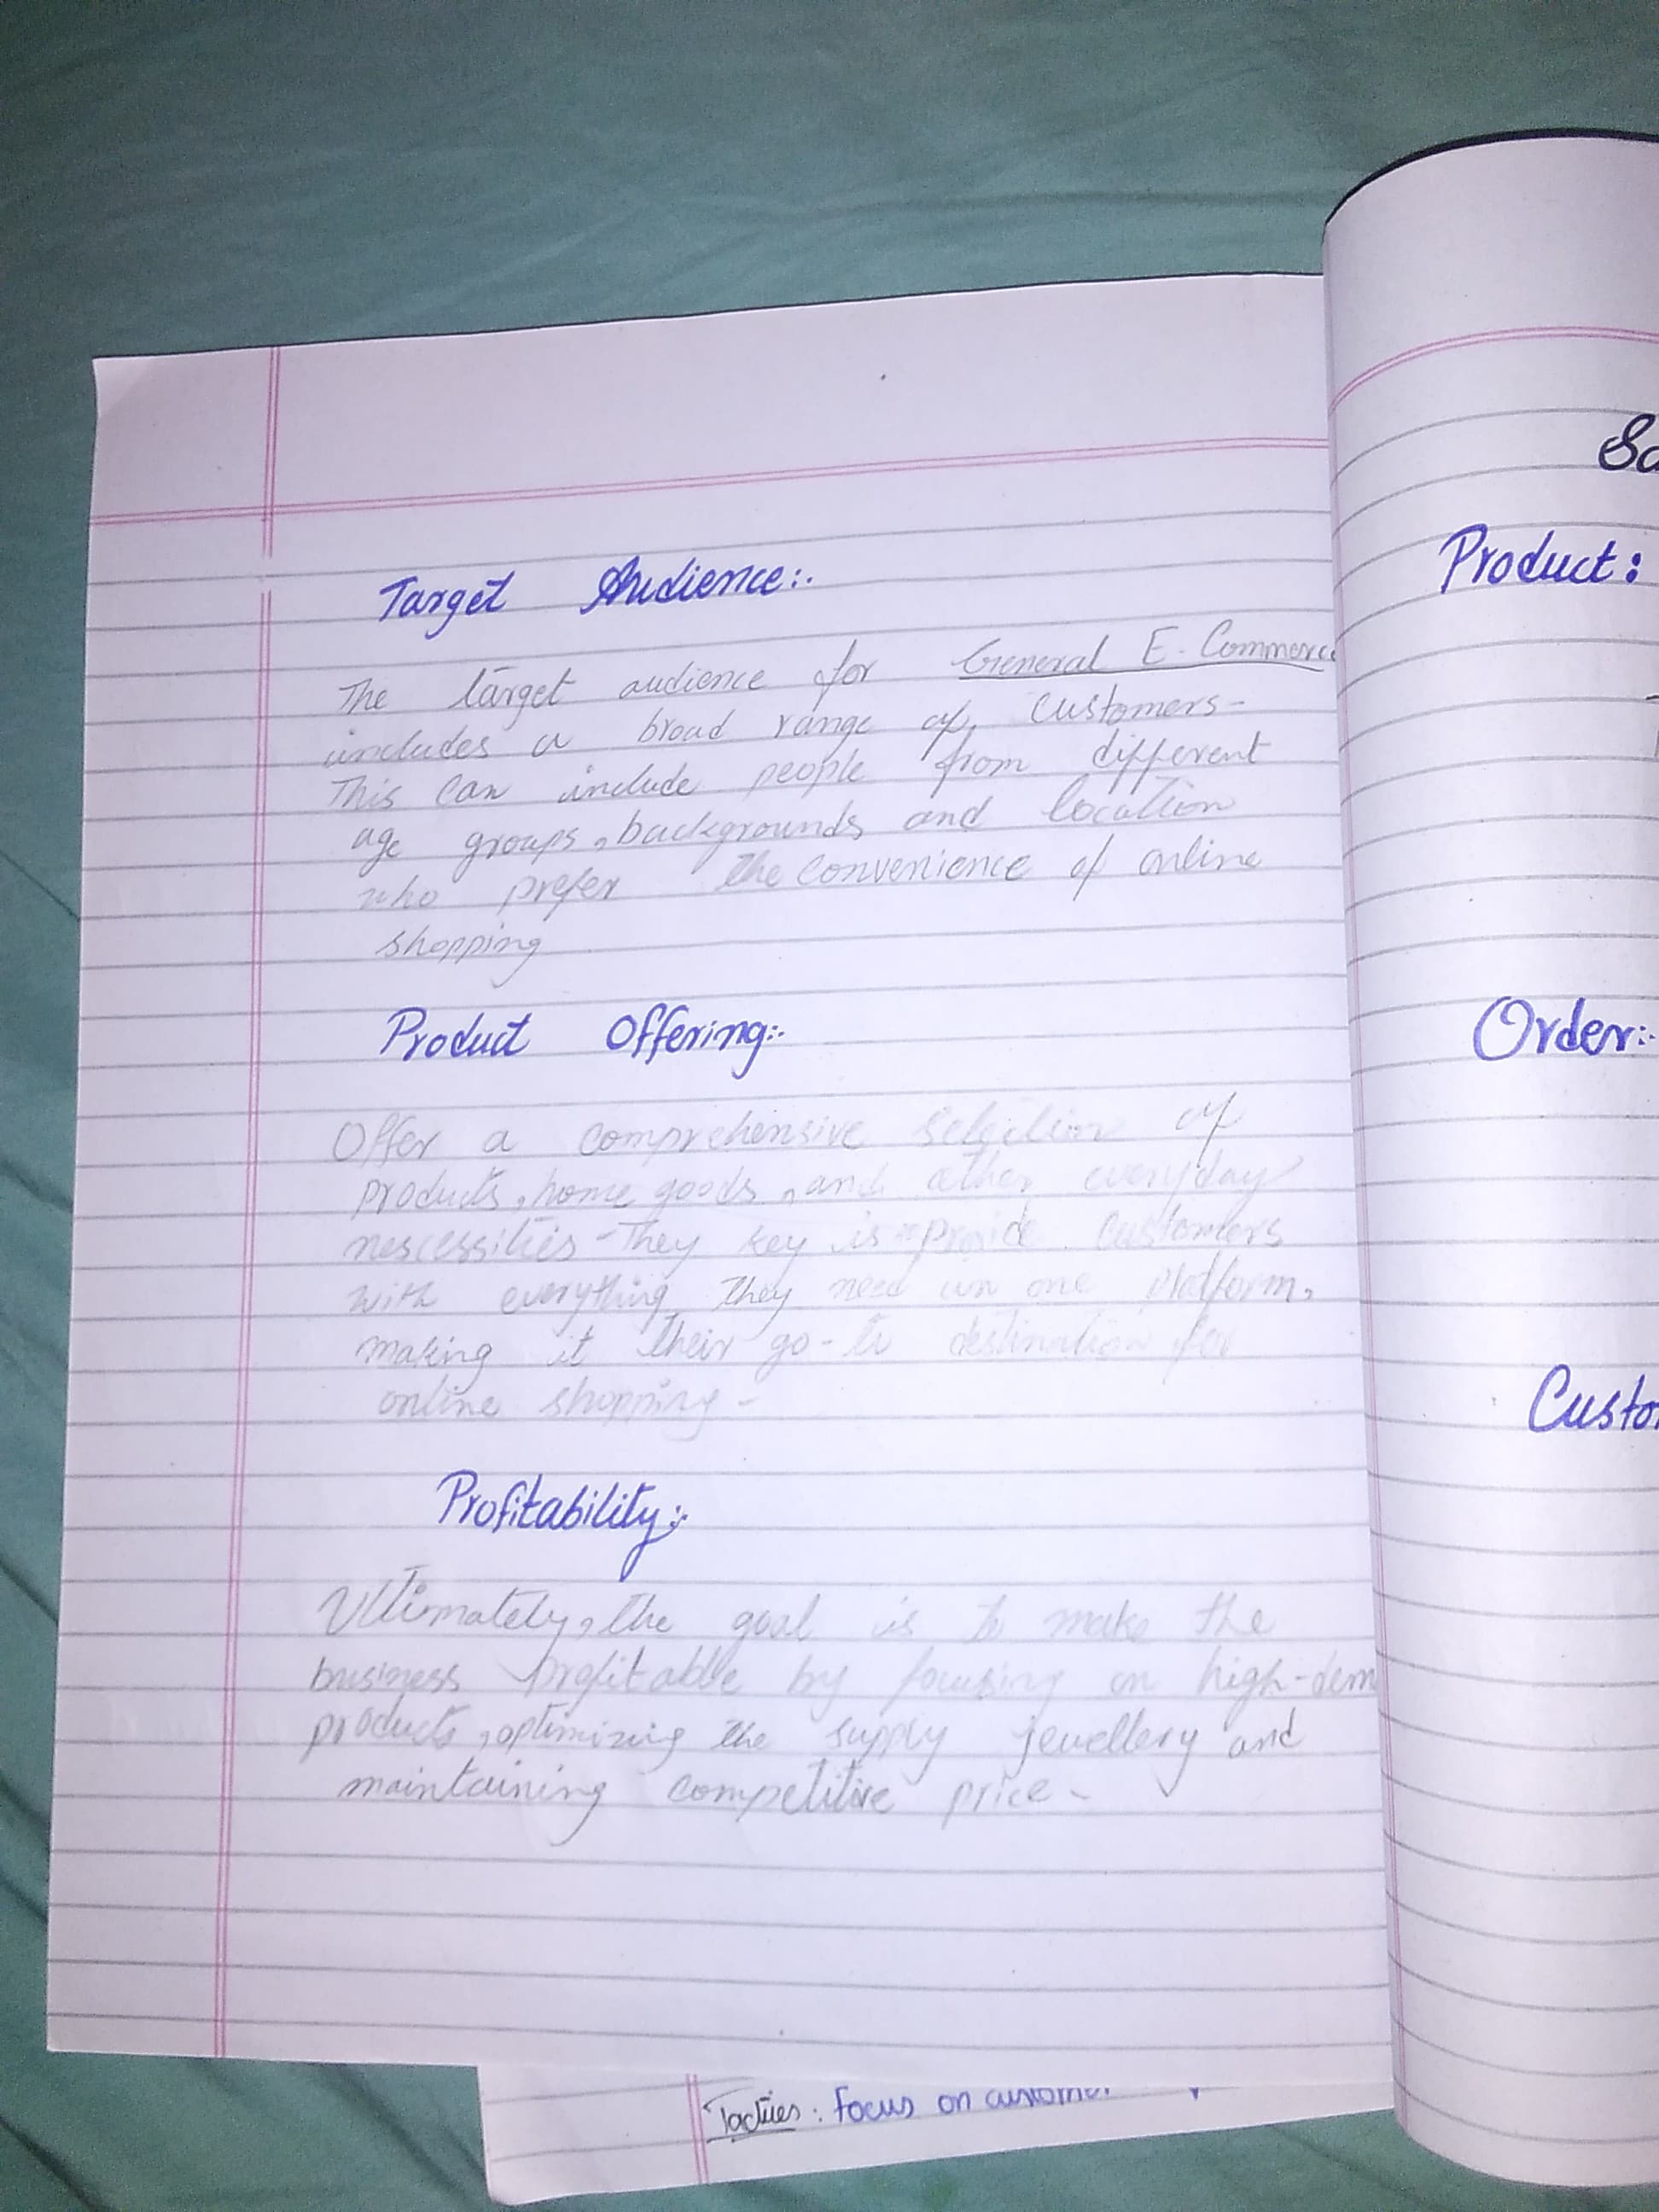 Target Audience:-
The target audience for General E-Commerce
includes a broad range of customers-
This can include people from different
age groups, backgrounds and location
who prefer the convenience of online
shopping
Product Offering:-
Offer a comprehensive selection of
products, home goods, and other everyday
nescessities - They key is provide customers
with everything they need in one platform,
making it their go-to destination for
online shopping-
Profitability:-
Ultimately, the goal is to make the
business profitable by focusing on high-dem
products, optimizing the supply jewellery and
maintaining competitive price-
Tacties: Focus on customer
So
Product:
Order:-
Custo